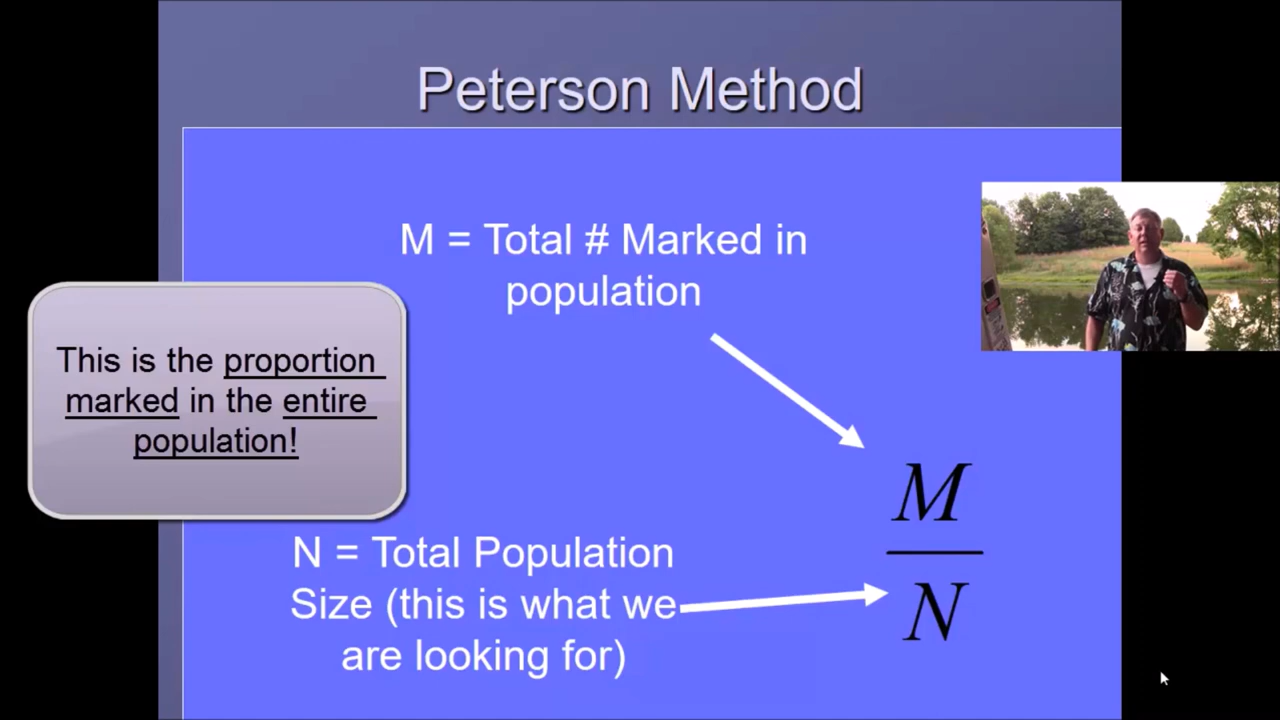 Peterson Method
M = Total # Marked in
population
This is the proportion
marked in the entire
population!
N = Total Population
Size (this is what we
are looking for)
M
N